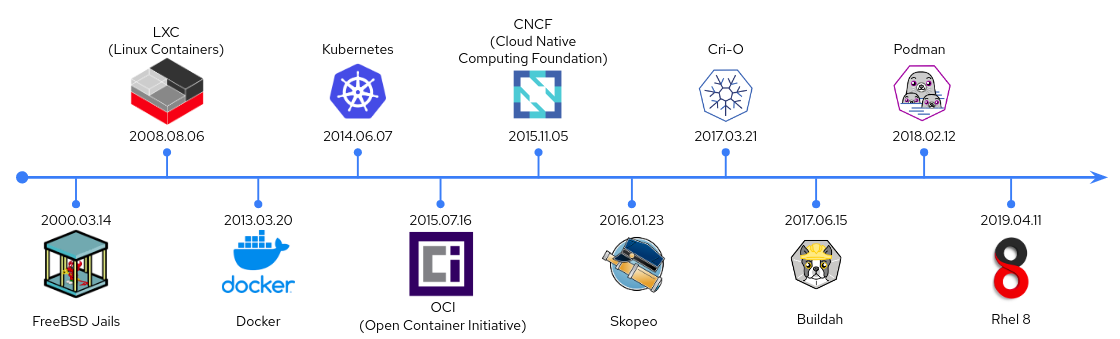 LXC
(Linux Containers)
2008.08.06
Kubernetes
2014.06.07
CNCF
(Cloud Native
Computing Foundation)
2015.11.05
Cri-O
2017.03.21
Podman
2018.02.12
2000.03.14
FreeBSD Jails
2013.03.20
docker
Docker
2015.07.16
Ci
OCI
(Open Container Initiative)
2016.01.23
Skopeo
2017.06.15
Buildah
2019.04.11
8
Rhel 8